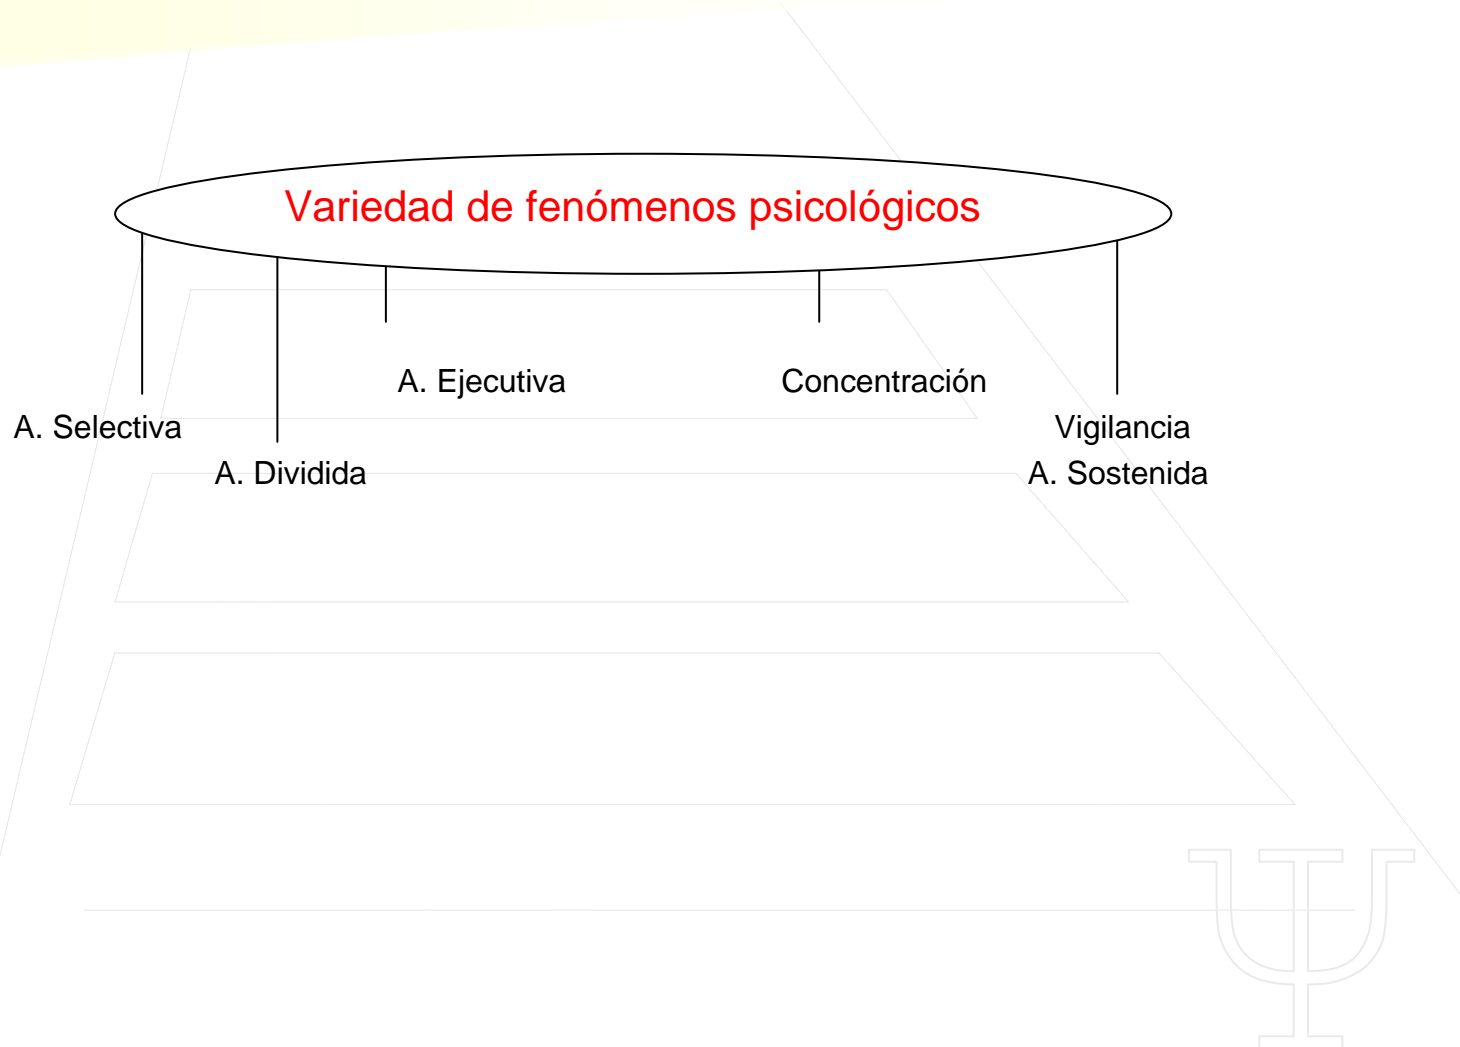 Variedad de fenómenos psicológicos
A. Ejecutiva
Concentración
A. Selectiva
Vigilancia
A. Dividida
A. Sostenida
Ψ